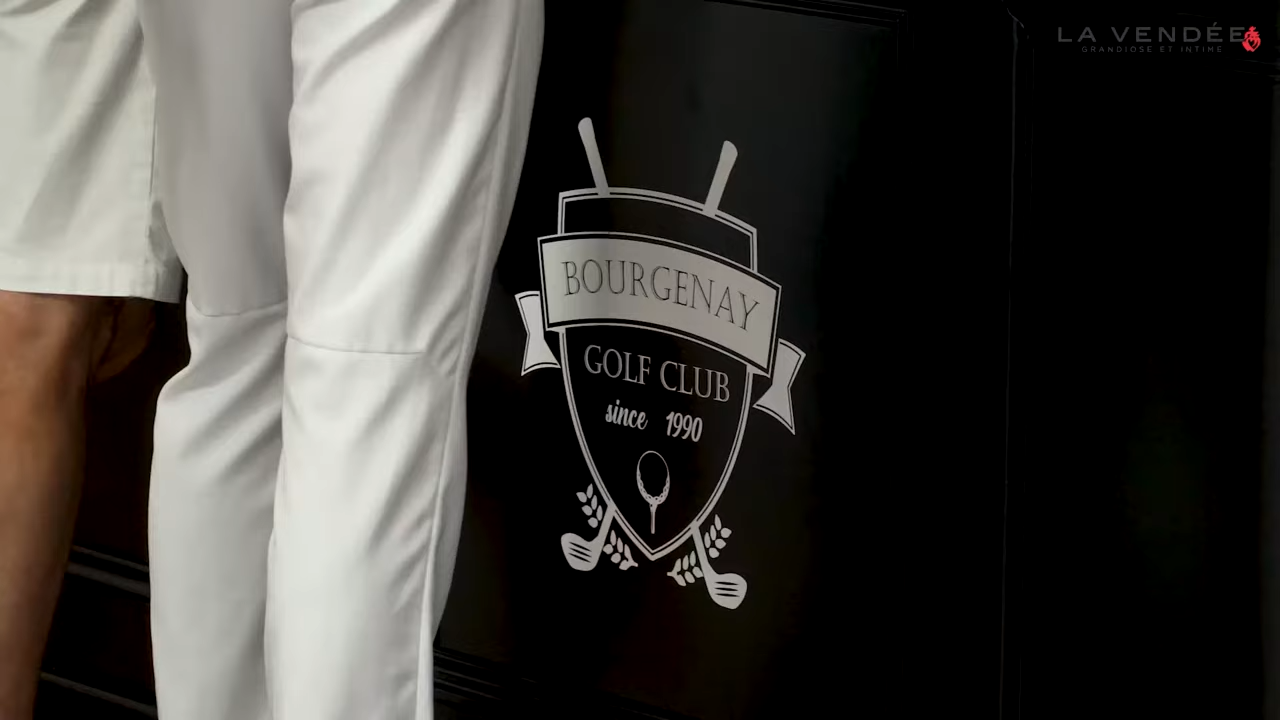 LA VENDÉE
GRANDIOSE ET INTIME
BOURGENAY
GOLF CLUB
since 1990